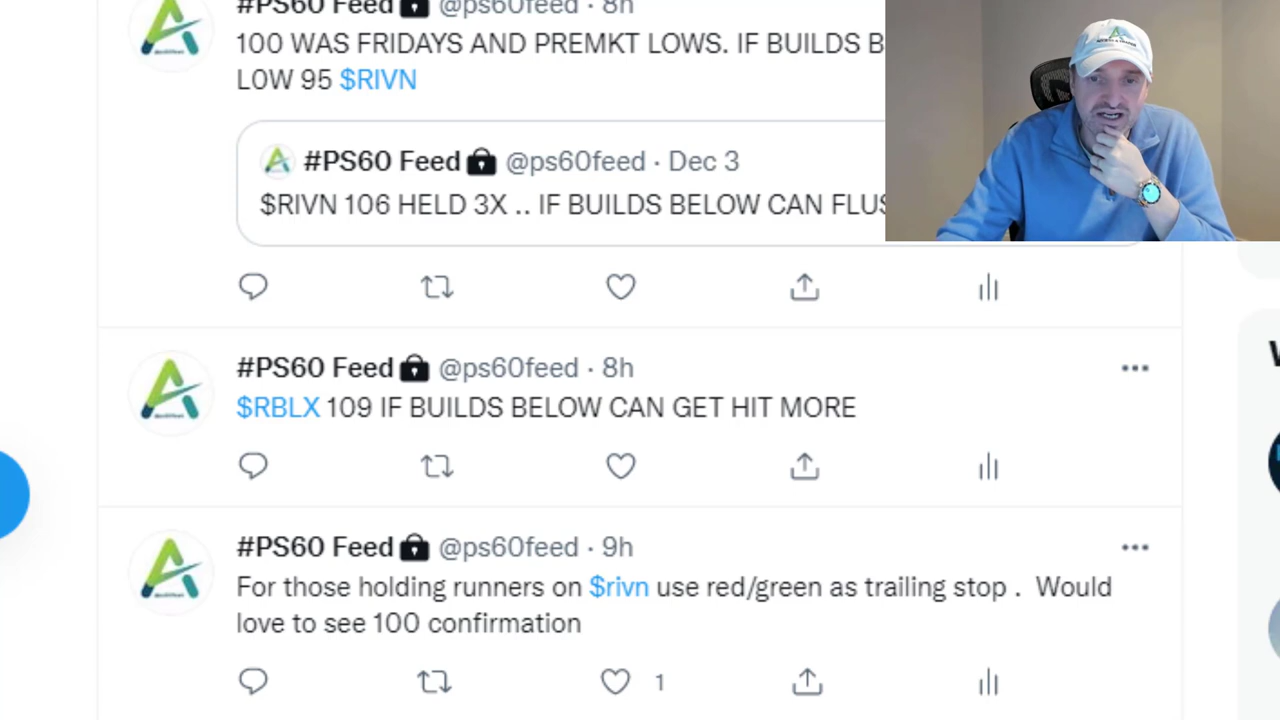 #PS60 Feed @ps60feed · 8h
100 WAS FRIDAYS AND PREMKT LOWS. IF BUILDS
LOW 95 $RIVN
#PS60 Feed @ps60feed · Dec 3
$RIVN 106 HELD 3X .. IF BUILDS BELOW CAN
#PS60 Feed @ps60feed · 8h
$RBLX 109 IF BUILDS BELOW CAN GET HIT MORE
#PS60 Feed @ps60feed · 9h
For those holding runners on $rivn use red/green as trailing stop . Would
love to see 100 confirmation
1